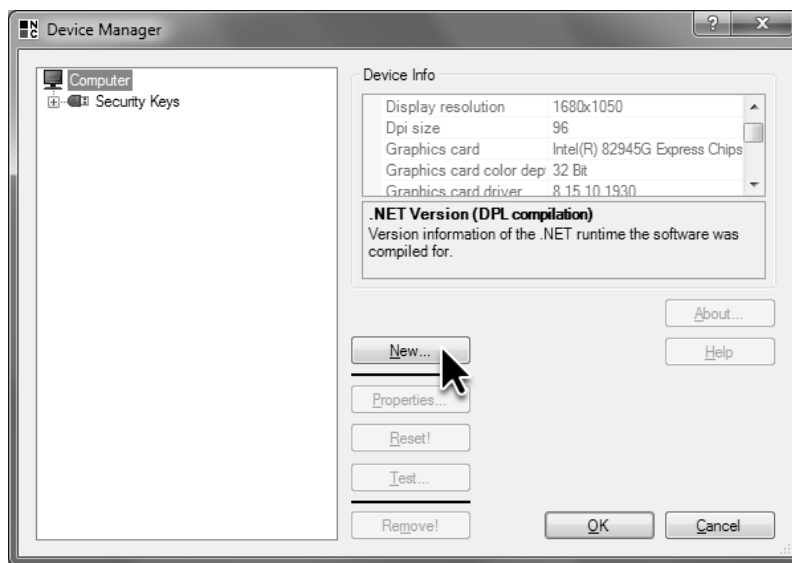 NC Device Manager
Computer
Security Keys
Device Info
Display resolution 1680x1050
Dpi size 96
Graphics card Intel(R) 82945G Express Chips
Graphics card color dep 32 Bit
Graphics card driver 8.15.10.1930
.NET Version (DPL compilation)
Version information of the .NET runtime the software was
compiled for.
About...
New...
Help
Properties...
Reset!
Test...
Remove!
OK
Cancel